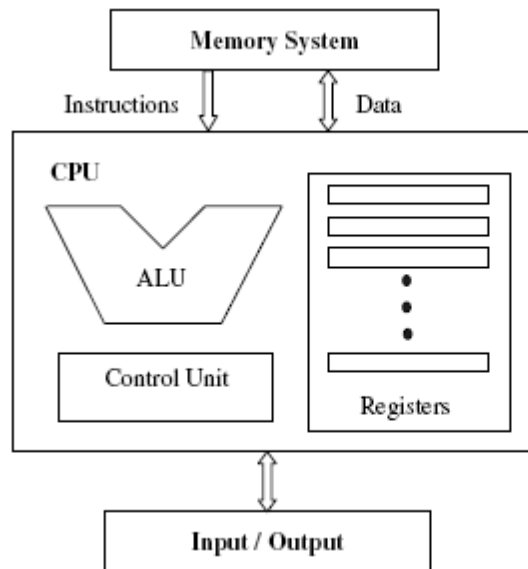 Memory System
Instructions
Data
CPU
ALU
Control Unit
Registers
Input / Output